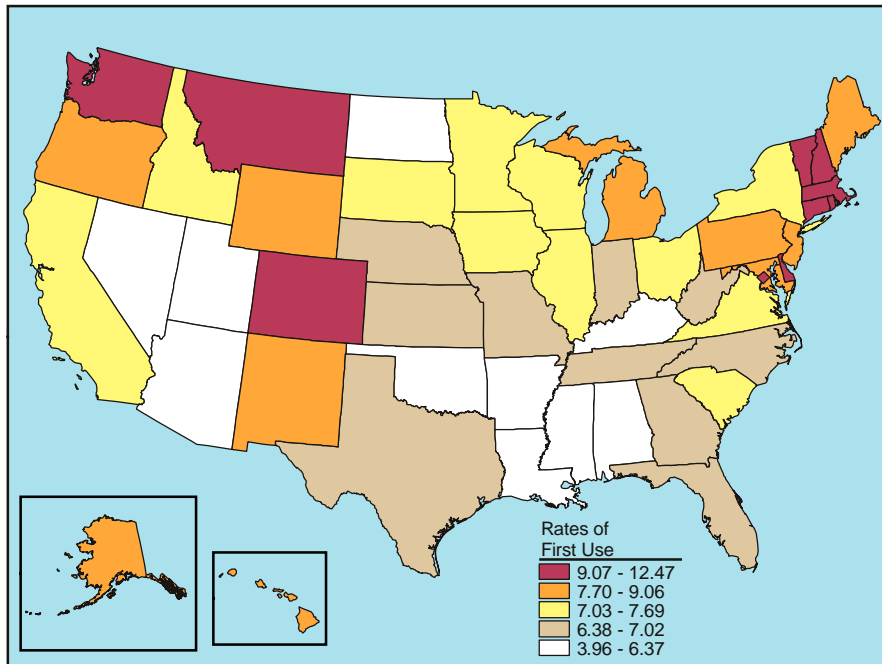 Rates of
First Use
9.07 - 12.47
7.70 - 9.06
7.03 - 7.69
6.38 - 7.02
3.96 - 6.37